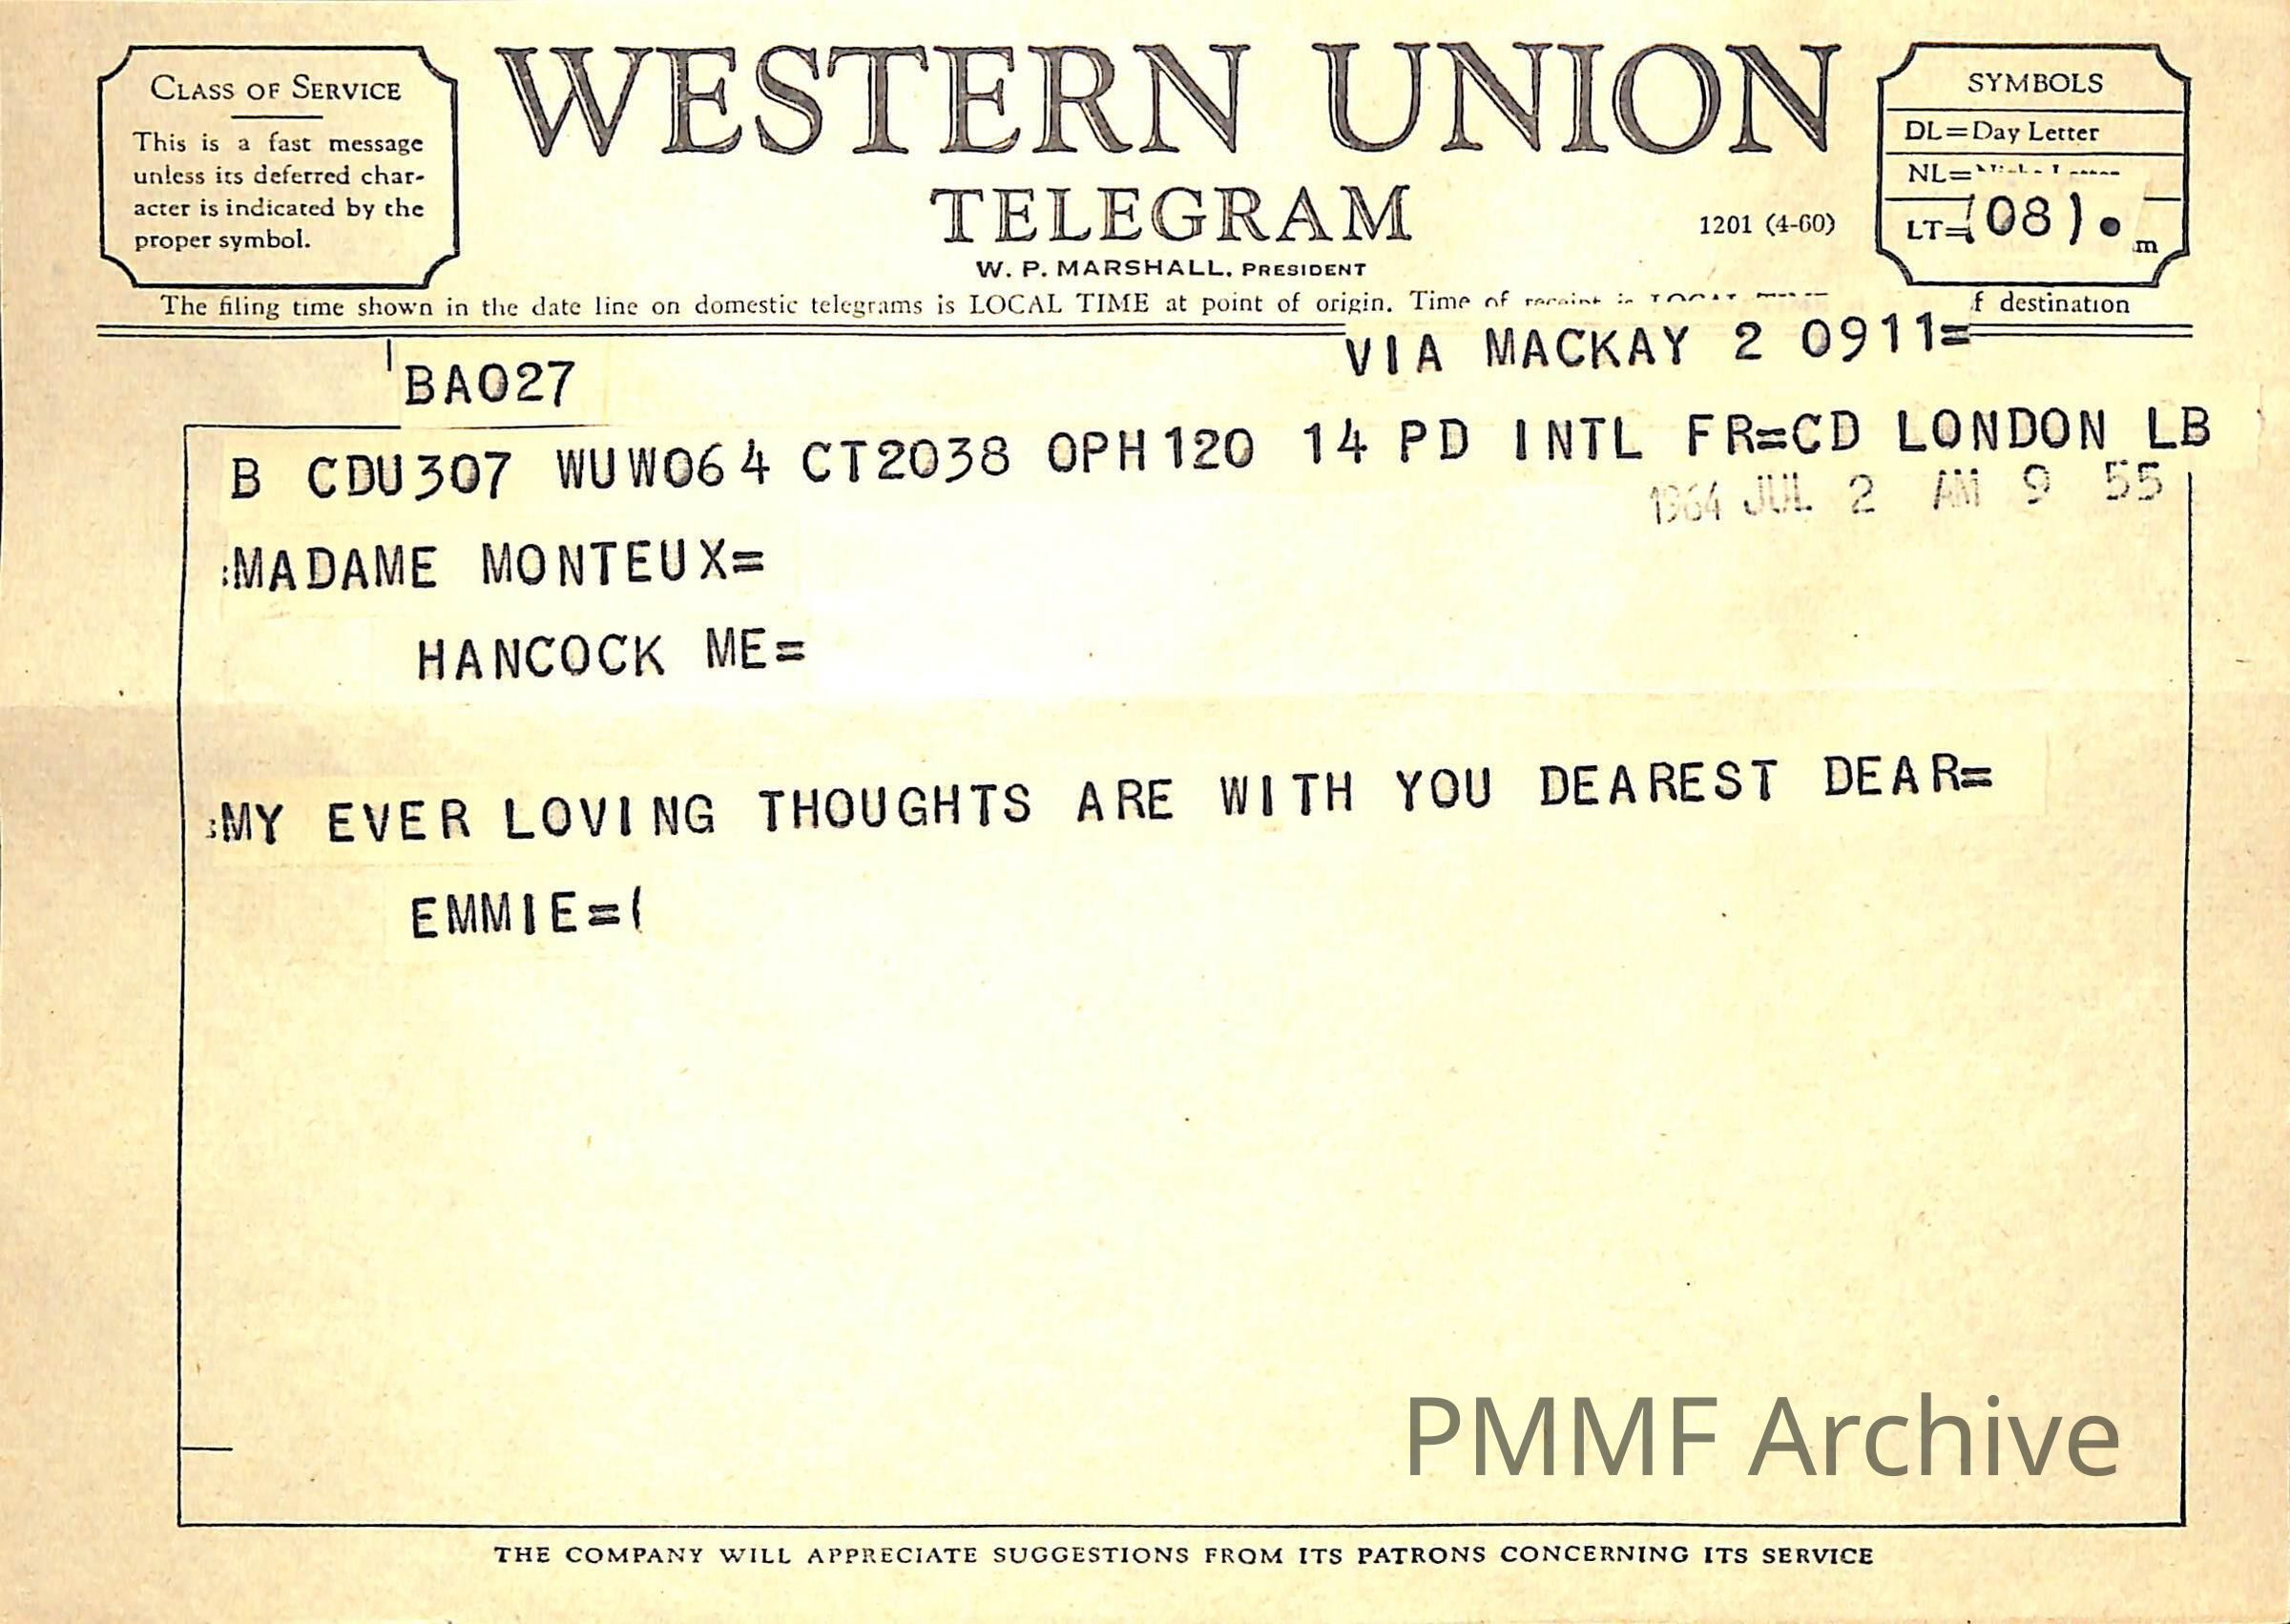 CLASS OF SERVICE
This is a fast message
unless its deferred char-
acter is indicated by the
proper symbol.
WESTERN UNION
TELEGRAM
W. P. MARSHALL, PRESIDENT
1201 (4-60)
SYMBOLS
DL=Day Letter
NL=
LT=
(08).
The filing time shown in the date line on domestic telegrams is LOCAL TIME at point of origin. Time of receipt is LOCAL TIME f destination
VIA MACKAY 2 0911=
BA027
B CDU307 WUW064 CT2038 OPH120 14 PD INTL FR=CD LONDON LB
1964 JUL 2 AM 9 55
:MADAME MONTEUX=
HANCOCK ME=
:MY EVER LOVING THOUGHTS ARE WITH YOU DEAREST DEAR=
EMMIE=(
PMMF Archive
THE COMPANY WILL APPRECIATE SUGGESTIONS FROM ITS PATRONS CONCERNING ITS SERVICE